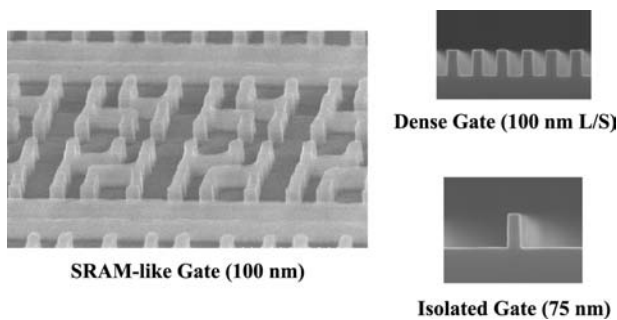 Dense Gate (100 nm L/S)
SRAM-like Gate (100 nm)
Isolated Gate (75 nm)